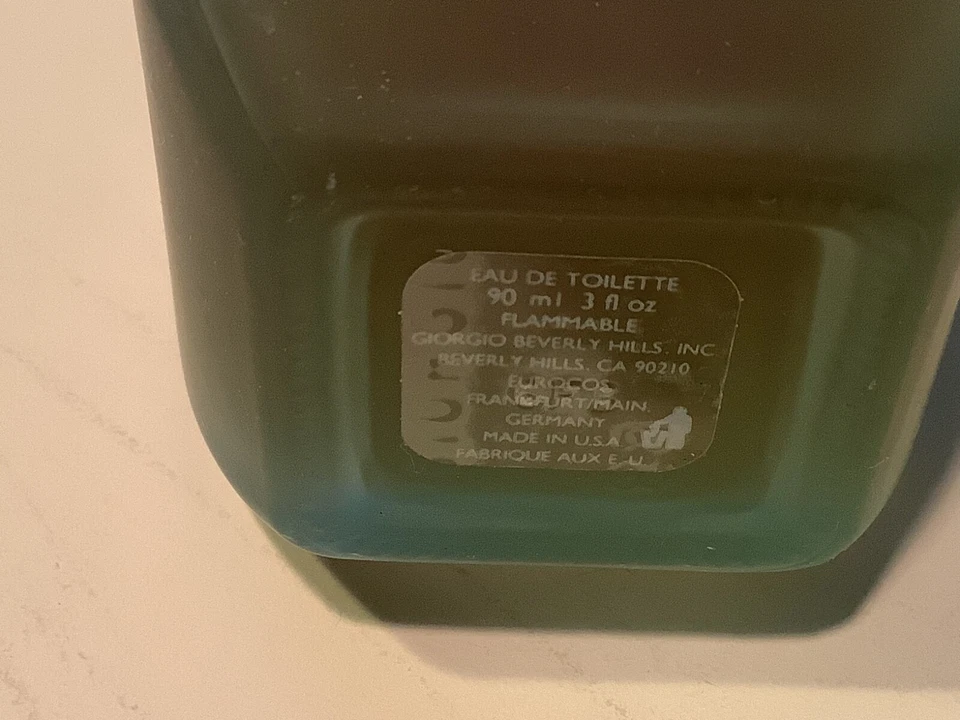 EAU DE TOILETTE
90 ml 3 fl oz
FLAMMABLE
GIORGIO BEVERLY HILLS. INC
BEVERLY HILLS. CA 90210
EUROCOS
FRANKFURT/MAIN.
GERMANY
MADE IN U.S.A
FABRIQUE AUX E.U.